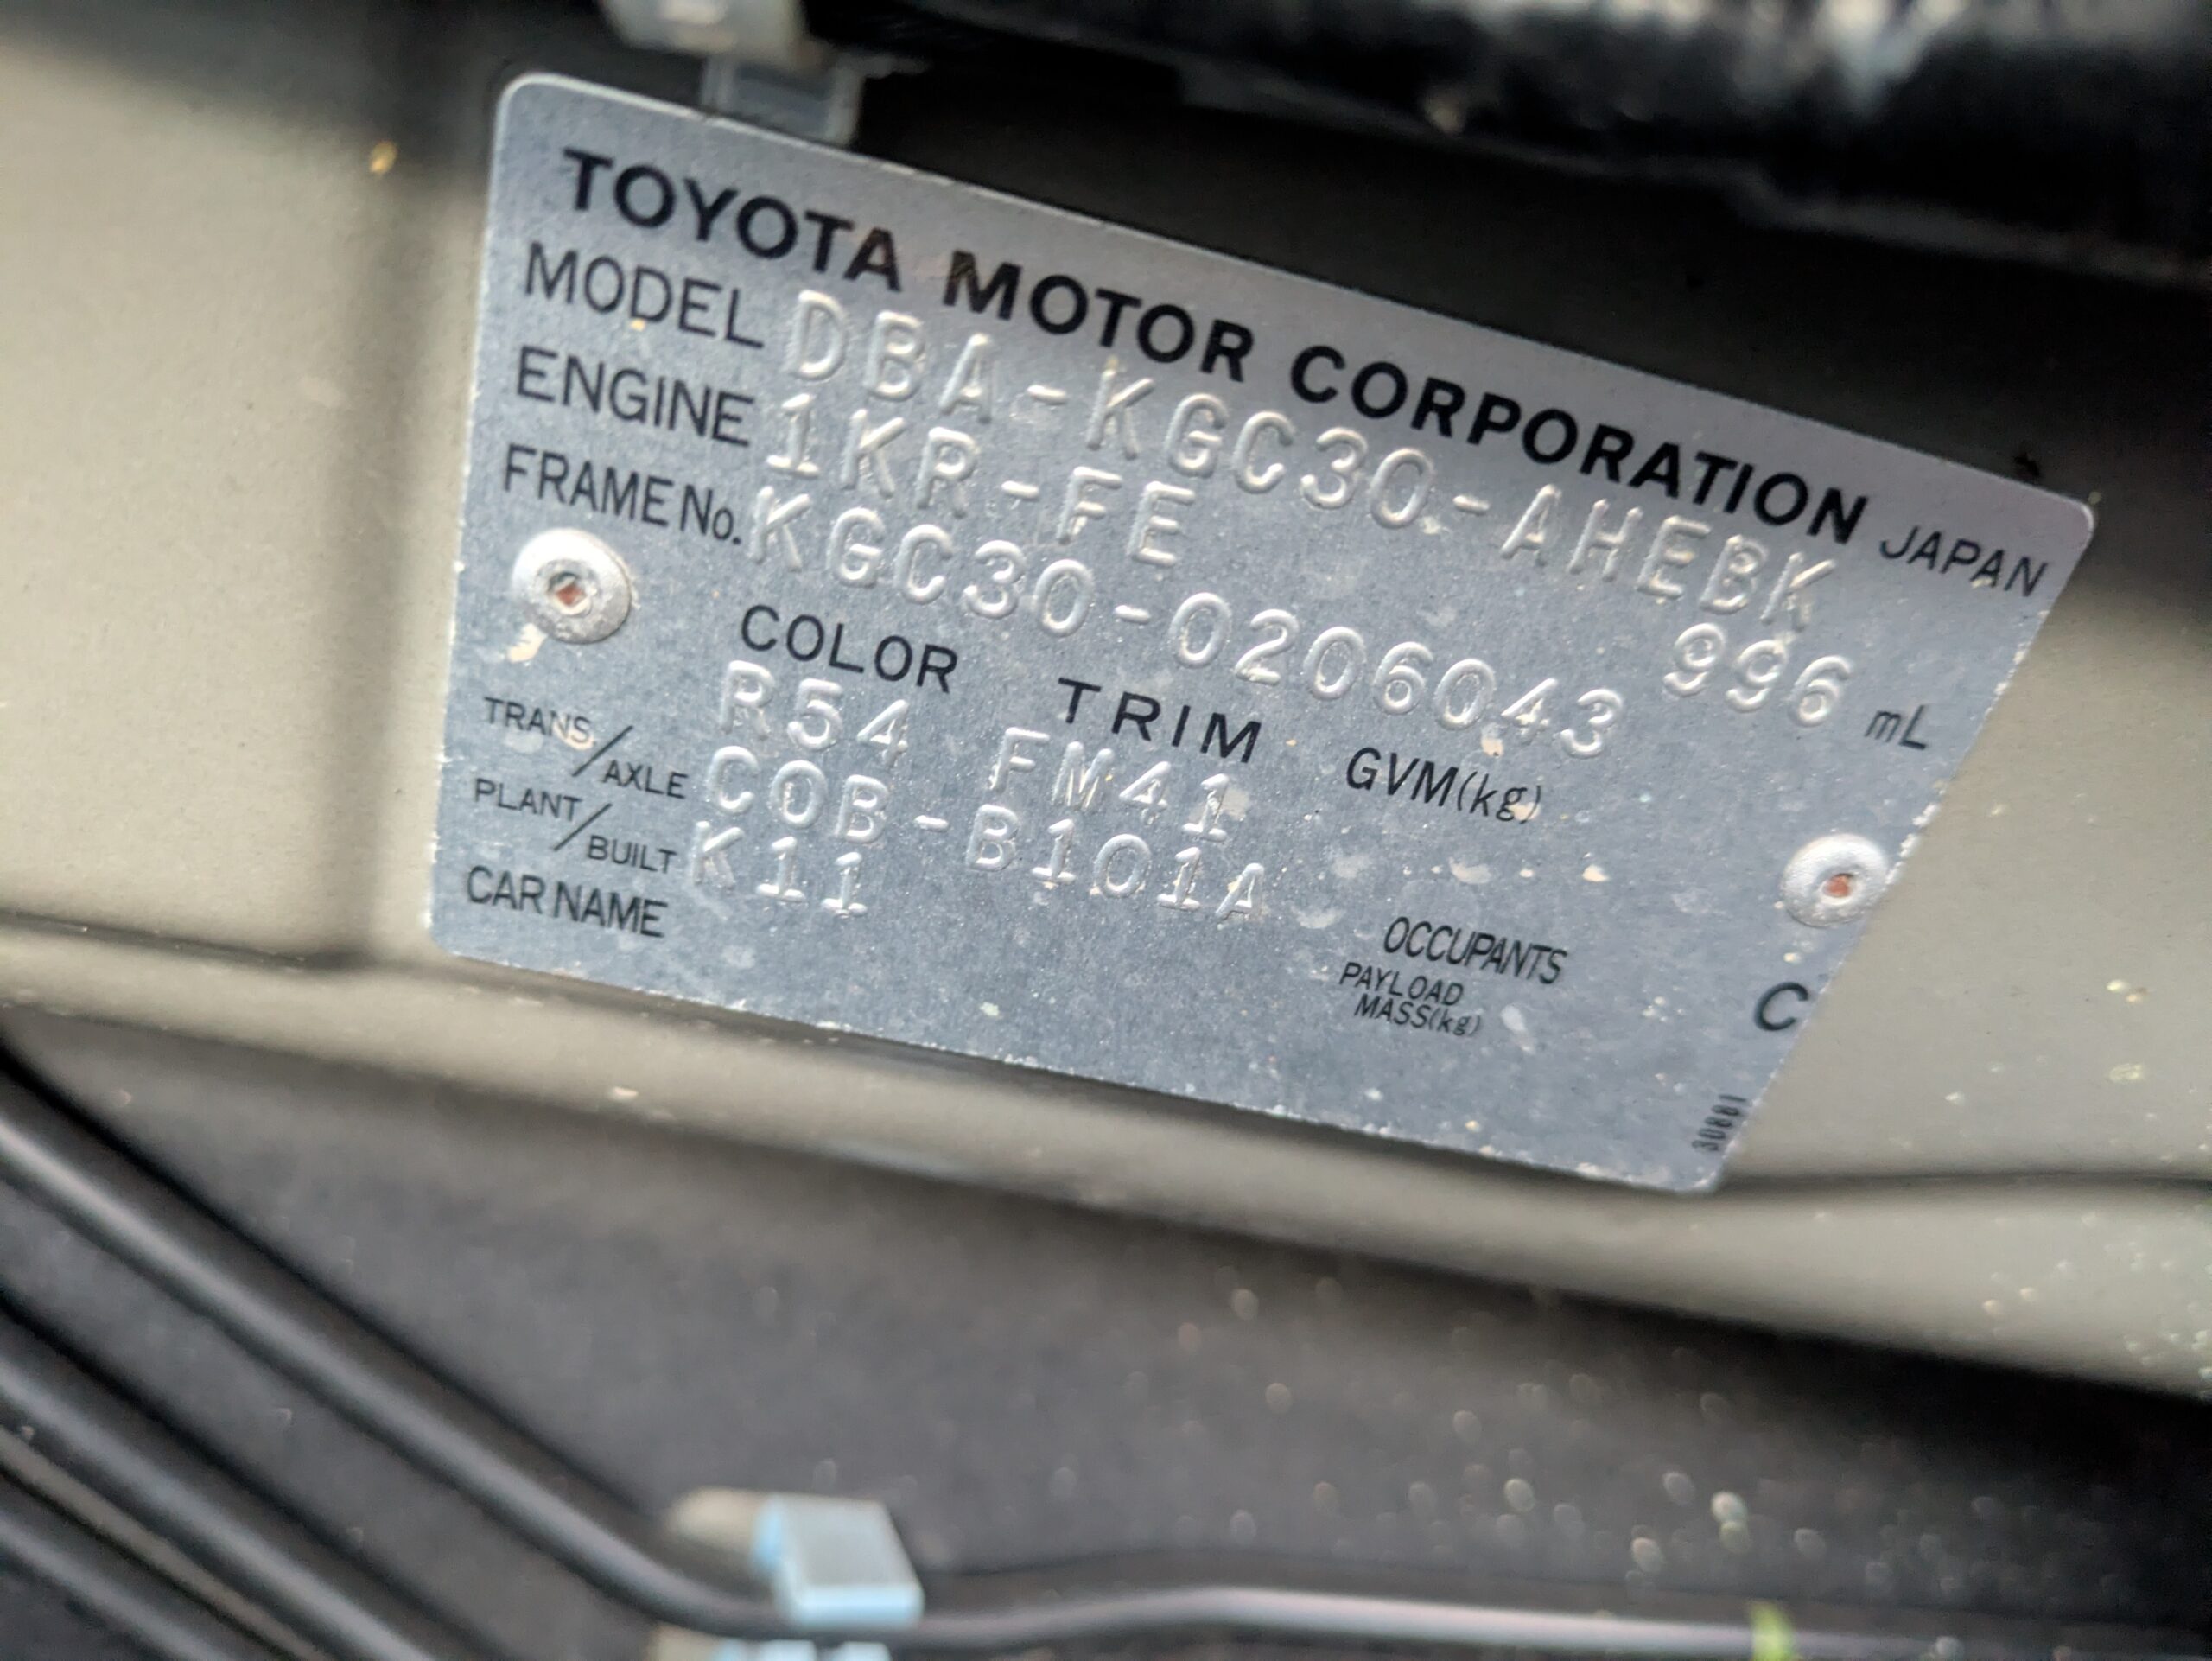 TOYOTA MOTOR CORPORATION JAPAN
MODEL DBA-KGC30-AHEBK
ENGINE 1KR-FE 996 mL
FRAME No. KGC30-0206043
COLOR TRIM GVM(kg)
R54 FM41
TRANS./AXLE C0B-B101A
PLANT/BUILT K11
CAR NAME
OCCUPANTS
PAYLOAD
MASS(kg)
C
30881